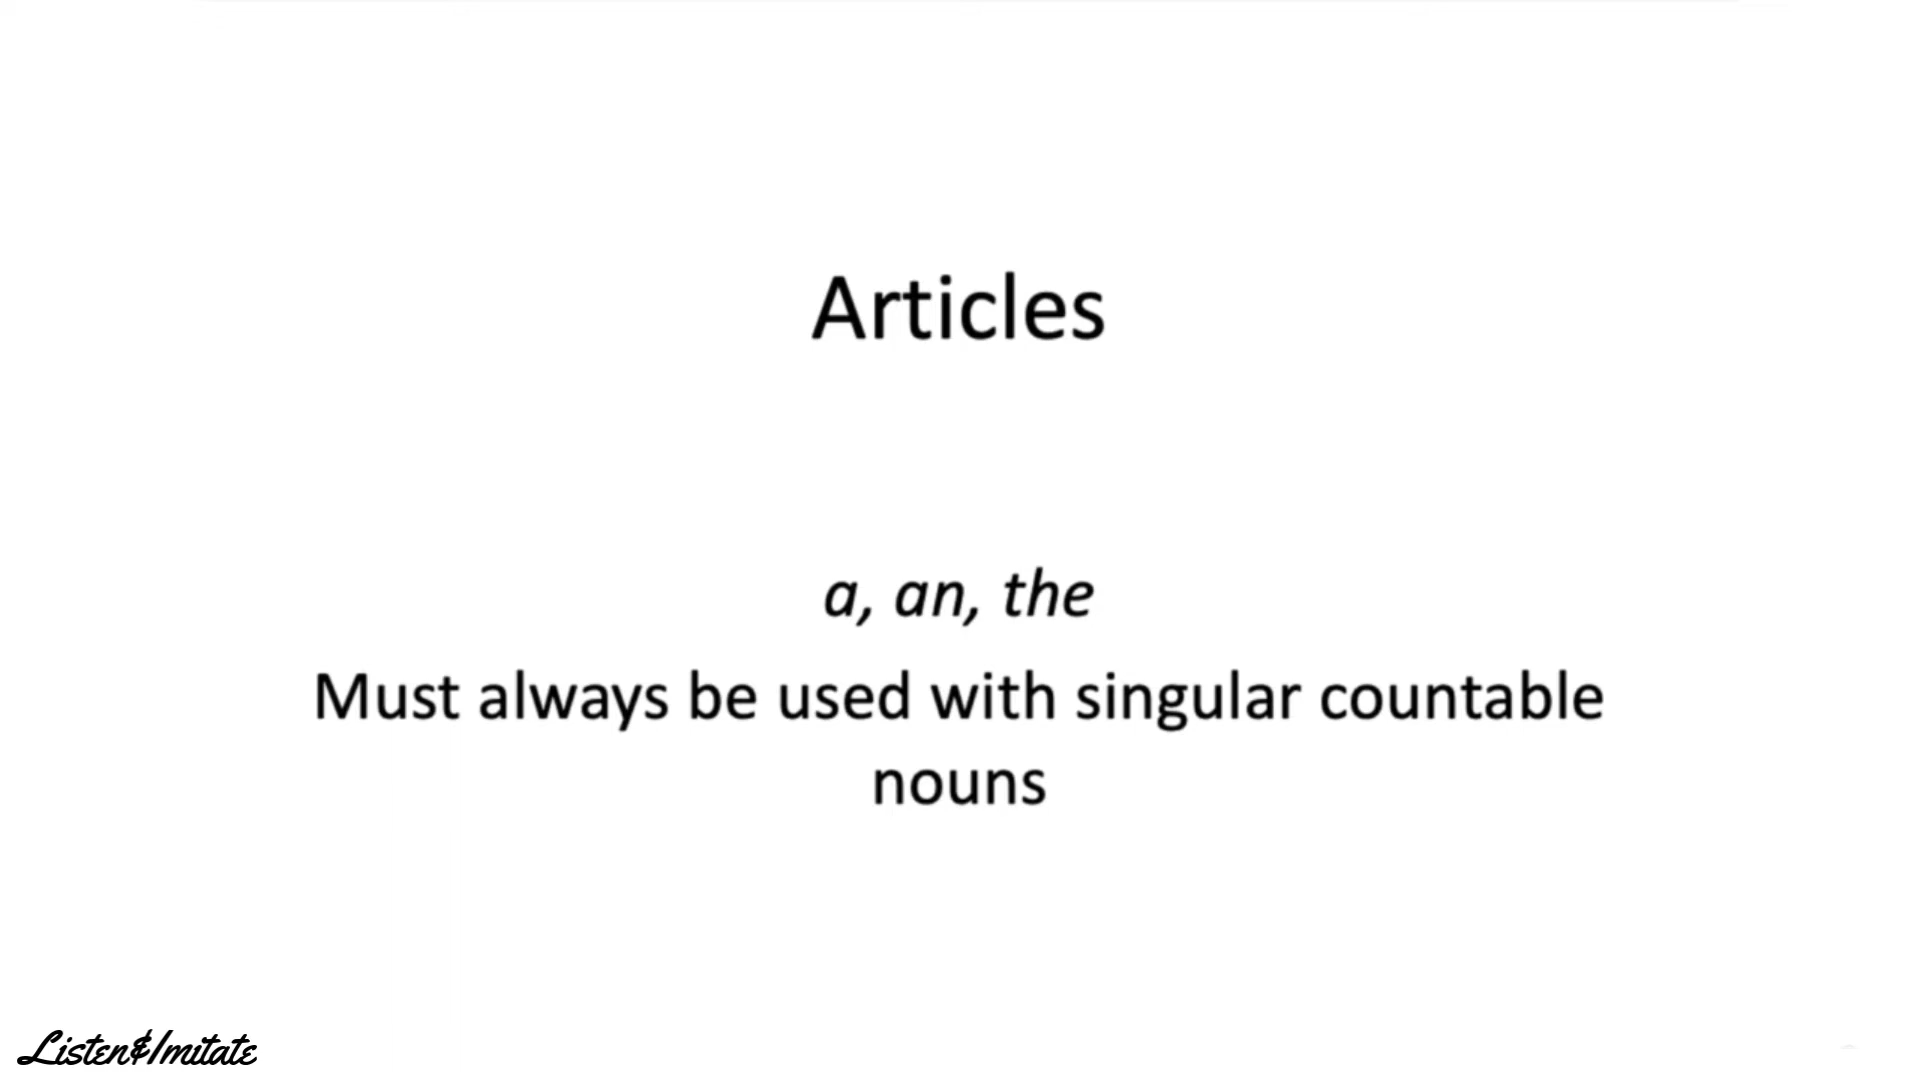 Articles
a, an, the
Must always be used with singular countable
nouns
Listen&Imitate